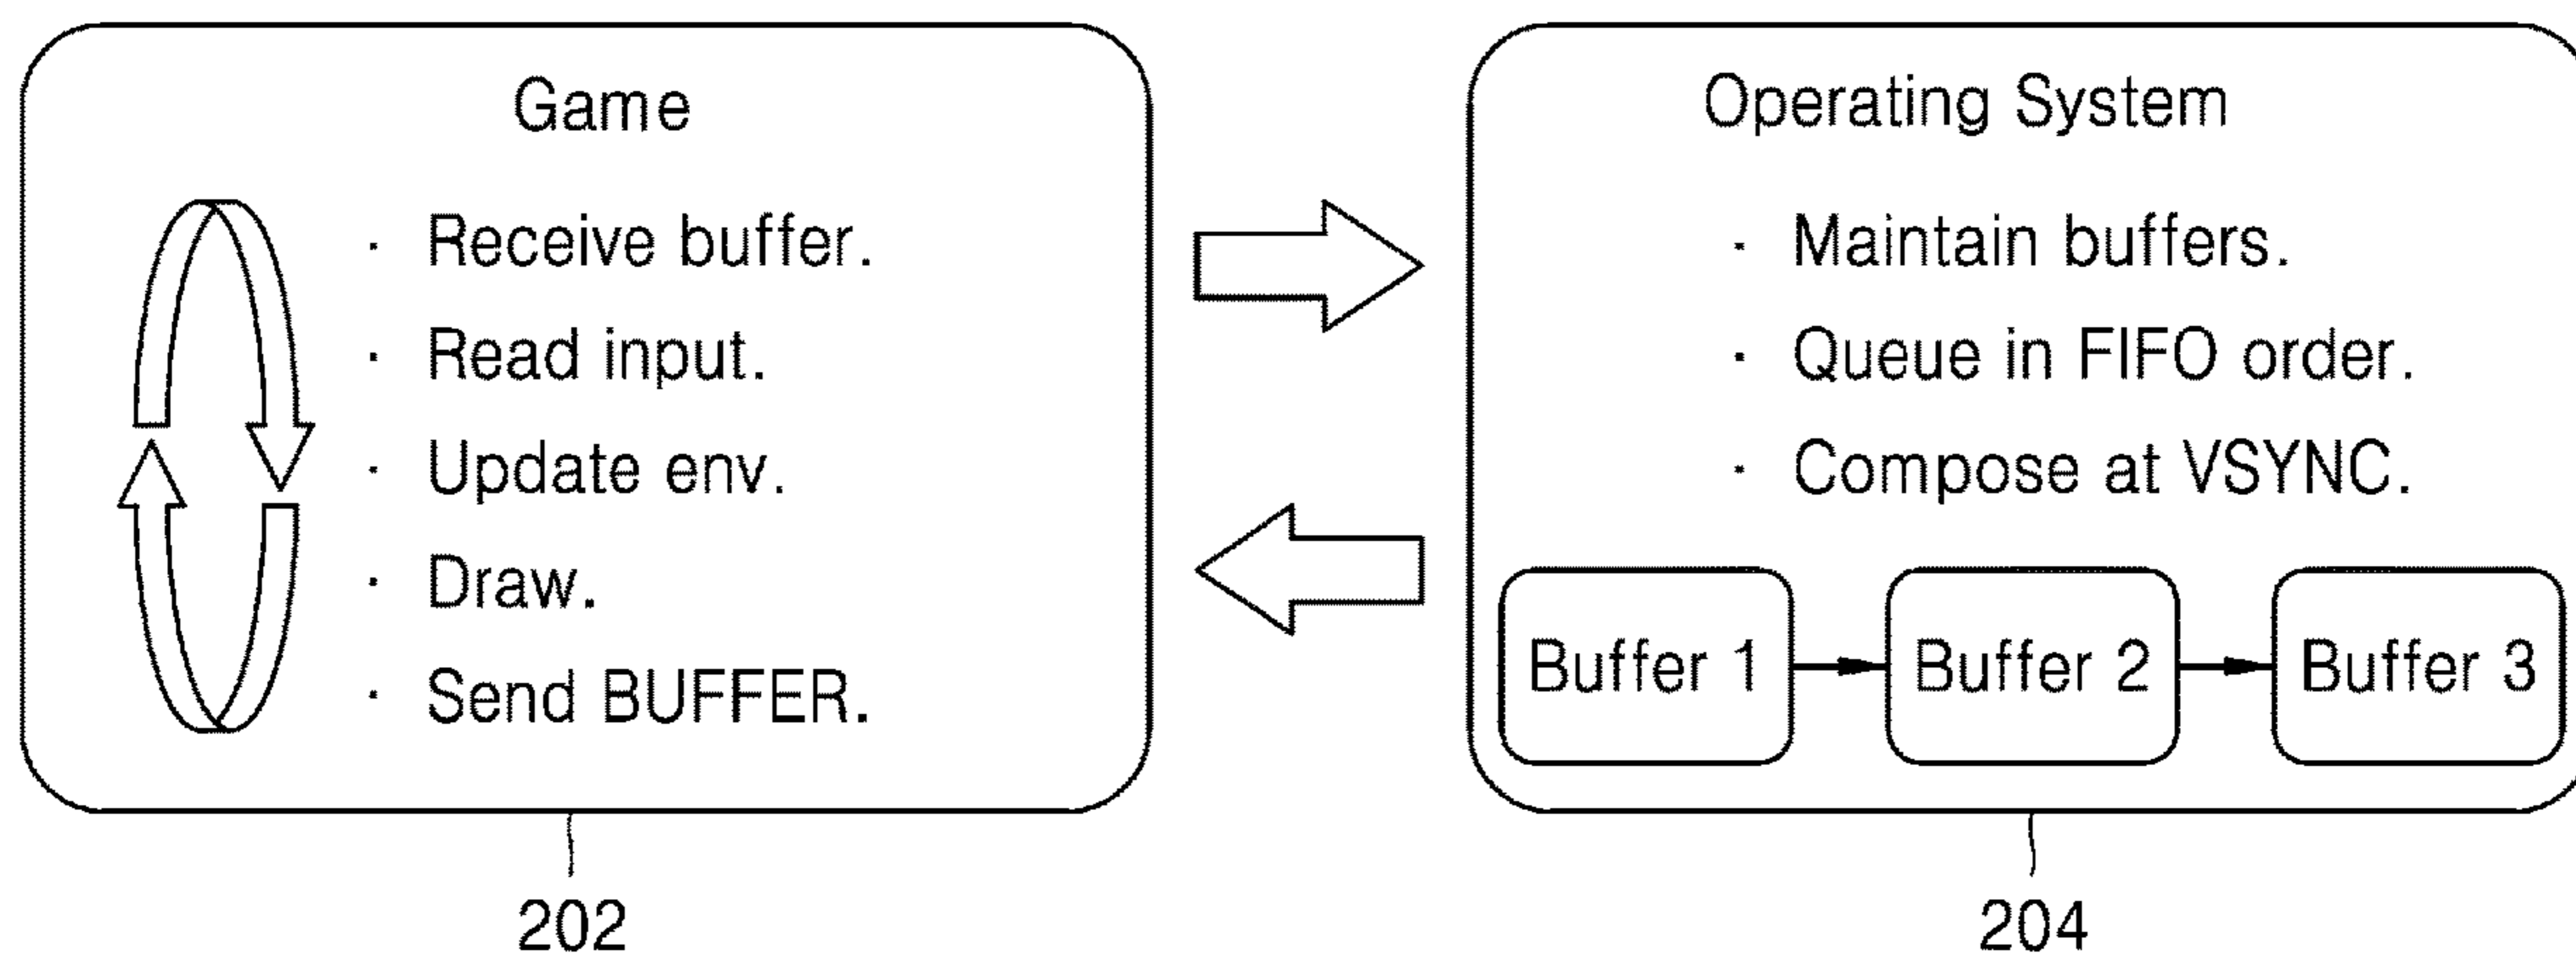 Game
· Receive buffer.
· Read input.
· Update env.
· Draw.
· Send BUFFER.
202
Operating System
· Maintain buffers.
· Queue in FIFO order.
· Compose at VSYNC.
Buffer 1
Buffer 2
Buffer 3
204